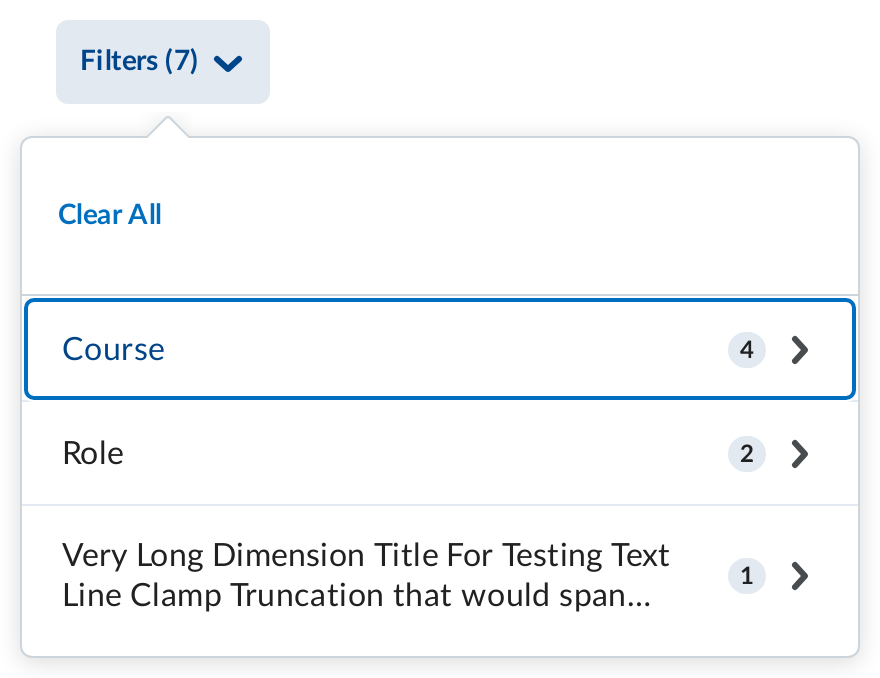 Filters (7)
Clear All
Course 4
Role 2
Very Long Dimension Title For Testing Text
Line Clamp Truncation that would span...
1